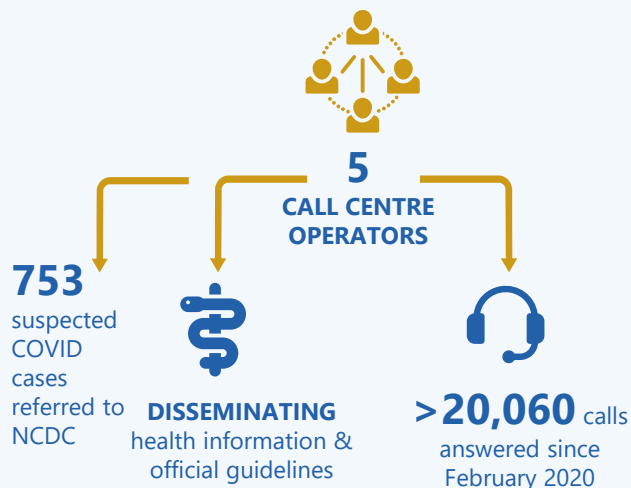 5
CALL CENTRE
OPERATORS
753
suspected
COVID
cases
referred to
NCDC
DISSEMINATING
health information &
official guidelines
>20,060 calls
answered since
February 2020